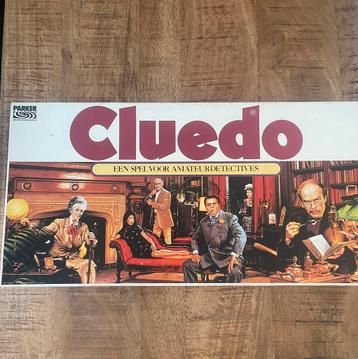 PARKER
Cluedo®
EEN SPEL VOOR AMATEURDETECTIVES